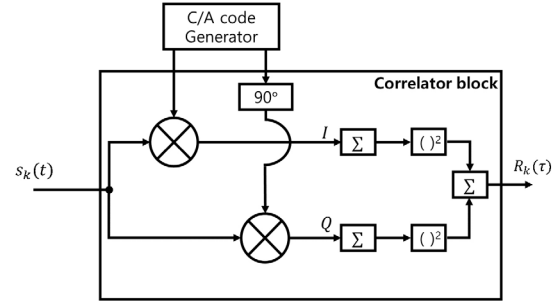 C/A code
Generator
Correlator block
90°
I
Σ
( )²
s_k(t)
R_k(τ)
Σ
Q
Σ
( )²